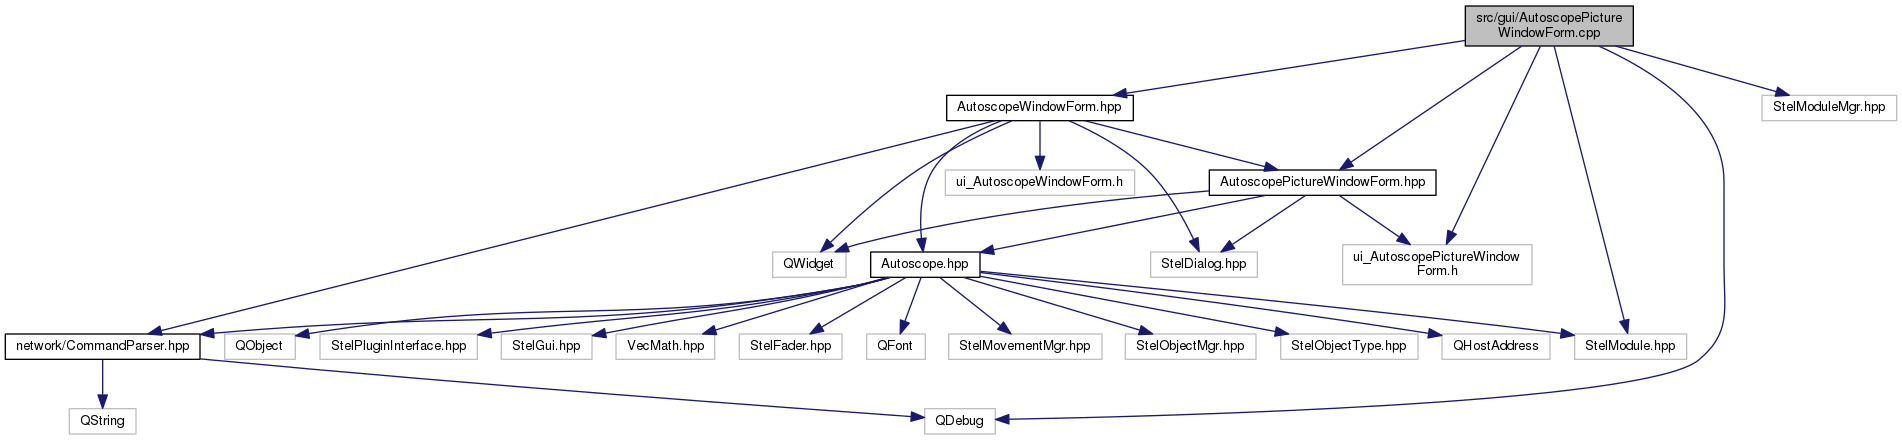 src/gui/AutoscopePicture
WindowForm.cpp
AutoscopeWindowForm.hpp
StelModuleMgr.hpp
ui_AutoscopeWindowForm.h
AutoscopePictureWindowForm.hpp
QWidget
Autoscope.hpp
StelDialog.hpp
ui_AutoscopePictureWindow
Form.h
network/CommandParser.hpp
QObject
StelPluginInterface.hpp
StelGui.hpp
VecMath.hpp
StelFader.hpp
QFont
StelMovementMgr.hpp
StelObjectMgr.hpp
StelObjectType.hpp
QHostAddress
StelModule.hpp
QString
QDebug